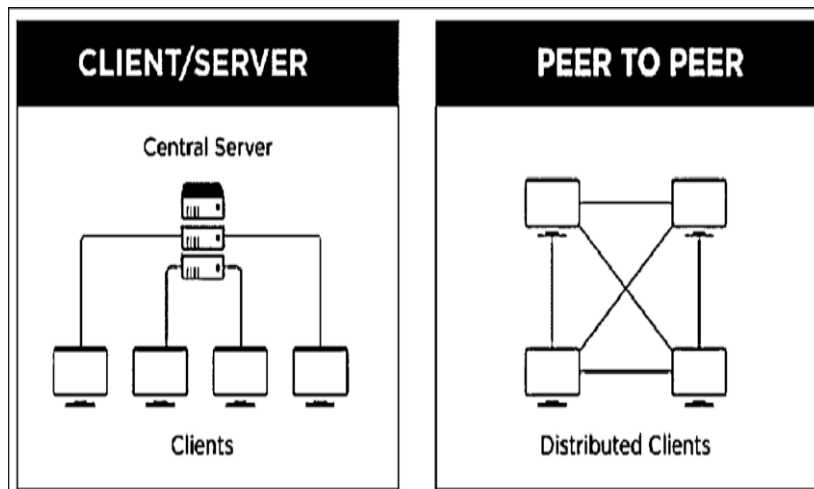 CLIENT/SERVER
Central Server
Clients
PEER TO PEER
Distributed Clients